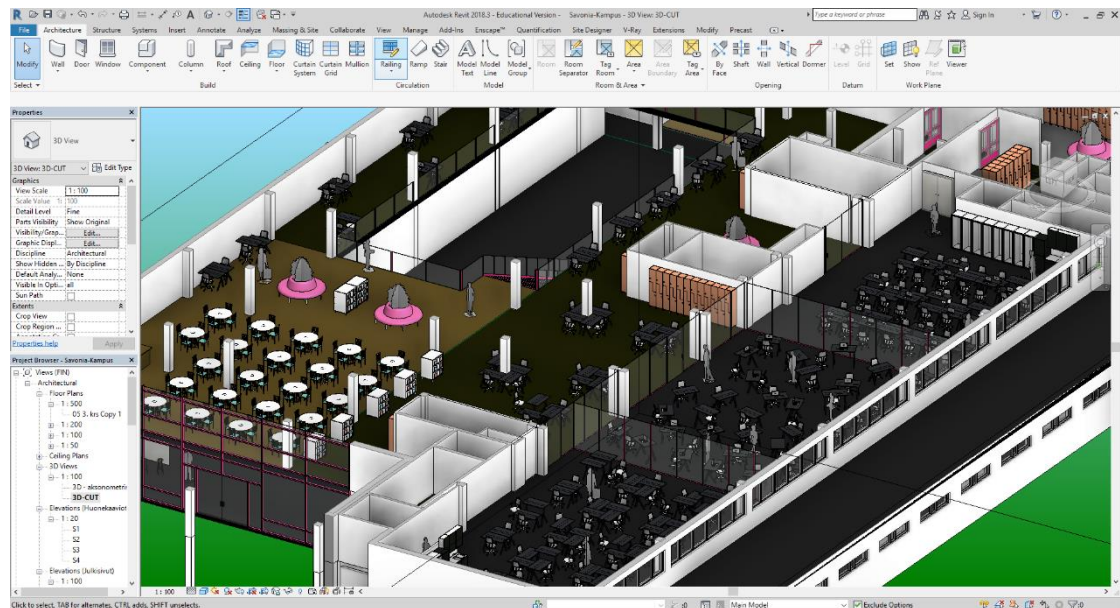 Autodesk Revit 2018.3 - Educational Version - Savonia-Kampus - 3D View: 3D-CUT
Type a keyword or phrase
Sign In
File Architecture Structure Systems Insert Annotate Analyze Massing & Site Collaborate View Manage Add-Ins Enscape™ Quantification Site Designer V-Ray Extensions Modify Precast
Modify Wall Door Window Component Column Roof Ceiling Floor Curtain System Curtain Grid Mullion Railing Ramp Stair Model Text Model Line Model Group Room Room Separator Tag Room Area Area Boundary Tag Area By Face Shaft Wall Vertical Dormer Level Grid Set Show Ref Plane Viewer
Select Build Circulation Model Room & Area Opening Datum Work Plane
Properties
3D View
3D View: 3D-CUT Edit Type
Graphics
View Scale 1 : 100
Scale Value 1: 100
Detail Level Fine
Parts Visibility Show Original
Visibility/Grap... Edit...
Graphic Displ... Edit...
Discipline Architectural
Show Hidden ... By Discipline
Default Analy... None
Visible In Opti... all
Sun Path
Extents
Crop View
Crop Region ...
Properties help Apply
Project Browser - Savonia-Kampus
Views (FIN)
Architectural
Floor Plans
1 : 500
05 3. krs Copy 1
1 : 200
1 : 100
1 : 50
Ceiling Plans
3D Views
1 : 100
3D - aksonometri
3D-CUT
Elevations (Huonekaaviot
1 : 20
S1
S2
S3
S4
Elevations (Julkisivut)
1 : 100
1 : 100
Click to select, TAB for alternates, CTRL adds, SHIFT unselects.
:0 Main Model Exclude Options :0